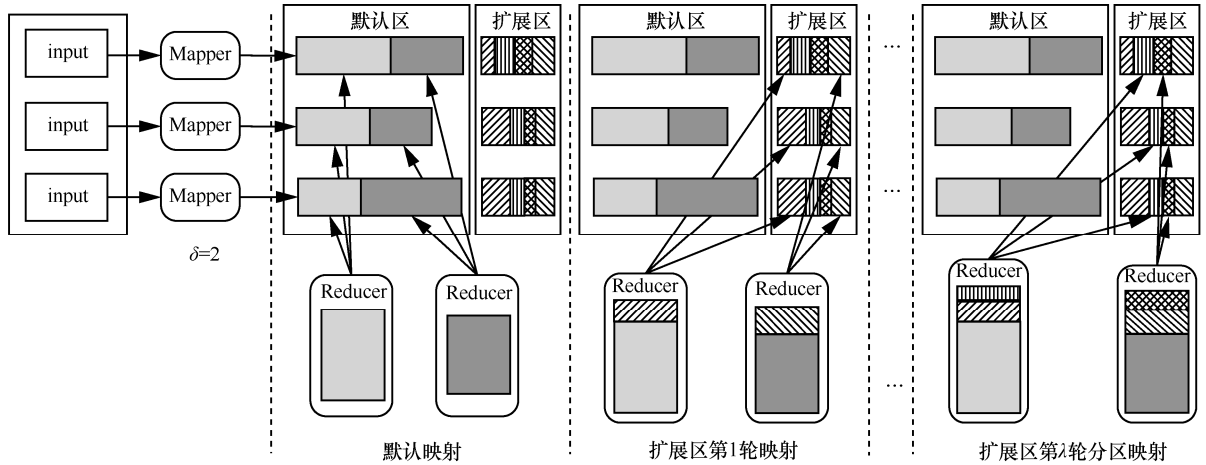 默认区 扩展区 默认区 扩展区 默认区 扩展区
input Mapper
...
input Mapper
input Mapper
...
δ=2
Reducer Reducer Reducer Reducer Reducer Reducer
...
默认映射 扩展区第1轮映射 扩展区第λ轮分区映射